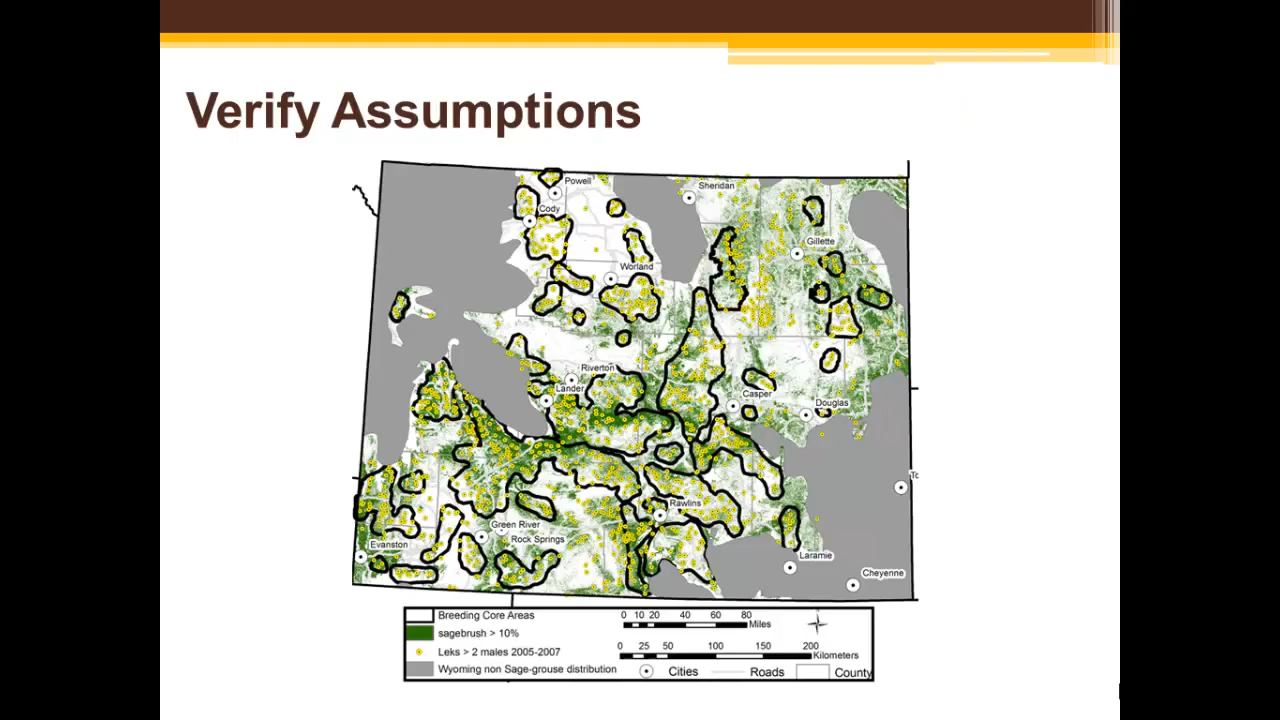 Verify Assumptions
Powell
Sheridan
Cody
Gillette
Worland
Riverton
Lander
Casper
Douglas
Rawlins
Green River
Rock Springs
Evanston
Laramie
Cheyenne
Breeding Core Areas
sagebrush > 10%
Leks > 2 males 2005-2007
Wyoming non Sage-grouse distribution
0 10 20 40 60 80
Miles
0 25 50 100 150 200
Kilometers
Cities Roads County